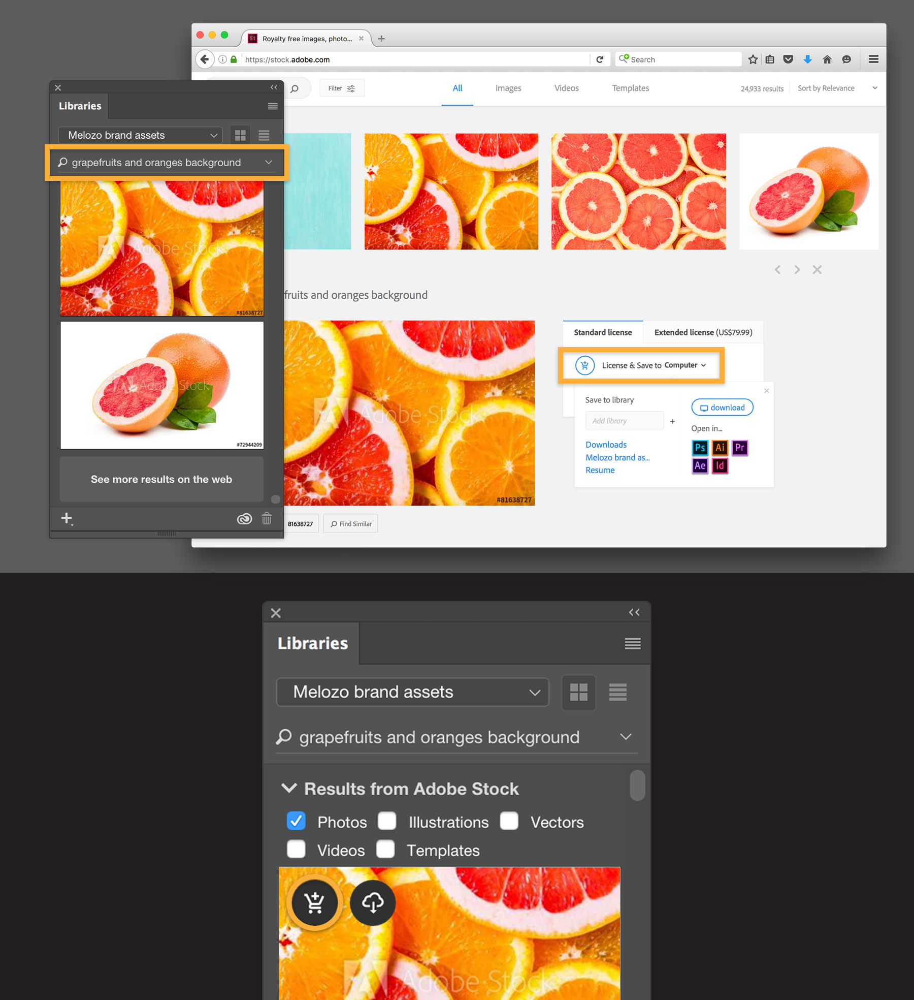 St Royalty free images, photo...
https://stock.adobe.com
Search
Filter
All
Images
Videos
Templates
24,933 results
Sort by Relevance
Libraries
Melozo brand assets
grapefruits and oranges background
Adobe Stock
#81638727
Adobe Stock
#72944209
See more results on the web
fruits and oranges background
Adobe Stock
#81638727
81638727
Find Similar
Standard license
Extended license (US$79.99)
License & Save to Computer
Save to library
Add library
+
Downloads
Melozo brand as...
Resume
download
Open in...
Ps Ai Pr
Ae Id
Libraries
Melozo brand assets
grapefruits and oranges background
Results from Adobe Stock
Photos Illustrations Vectors
Videos Templates
Adobe Stock